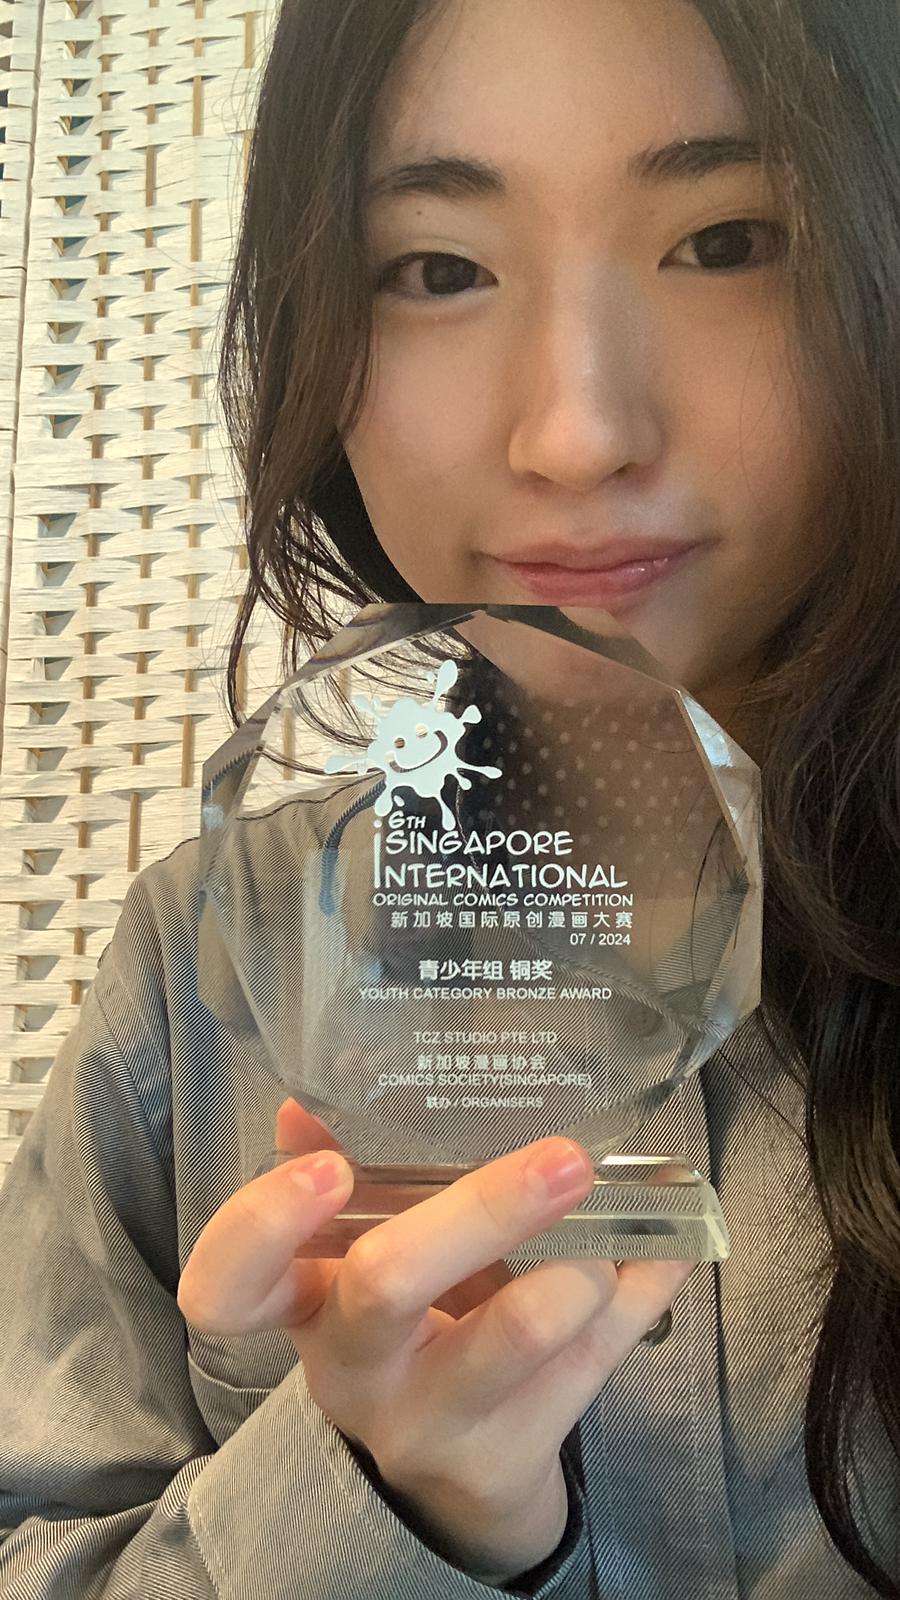 6TH
SINGAPORE
iNTERNATIONAL
ORIGINAL COMICS COMPETITION
新加坡国际原创漫画大赛
07 / 2024
青少年组 铜奖
YOUTH CATEGORY BRONZE AWARD
TCZ STUDIO PTE LTD
新加坡漫画协会
COMICS SOCIETY(SINGAPORE)
联办 / ORGANISERS